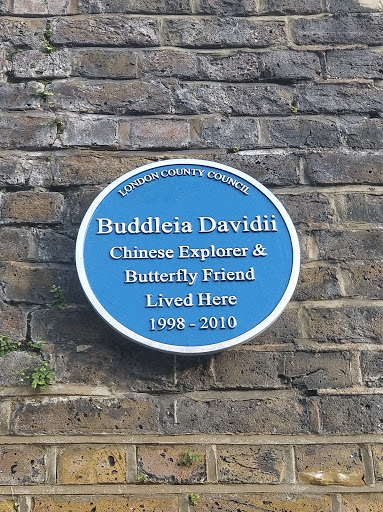 LONDON COUNTY COUNCIL
Buddleia Davidii
Chinese Explorer &
Butterfly Friend
Lived Here
1998 - 2010